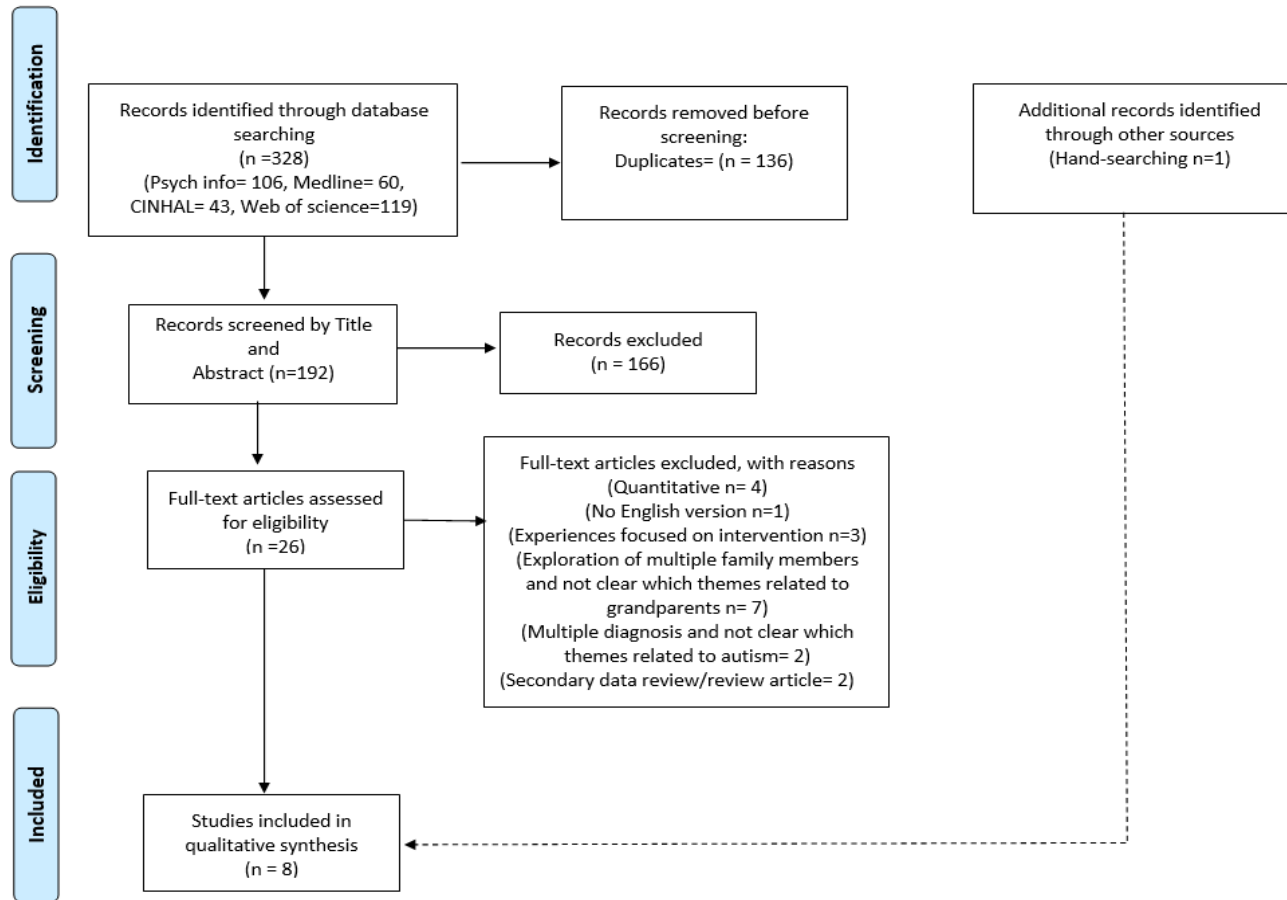 Identification
Records identified through database
searching
(n =328)
(Psych info= 106, Medline= 60,
CINHAL= 43, Web of science=119)
Records removed before
screening:
Duplicates= (n = 136)
Additional records identified
through other sources
(Hand-searching n=1)
Screening
Records screened by Title
and
Abstract (n=192)
Records excluded
(n = 166)
Eligibility
Full-text articles assessed
for eligibility
(n =26)
Full-text articles excluded, with reasons
(Quantitative n= 4)
(No English version n=1)
(Experiences focused on intervention n=3)
(Exploration of multiple family members
and not clear which themes related to
grandparents n= 7)
(Multiple diagnosis and not clear which
themes related to autism= 2)
(Secondary data review/review article= 2)
Included
Studies included in
qualitative synthesis
(n = 8)